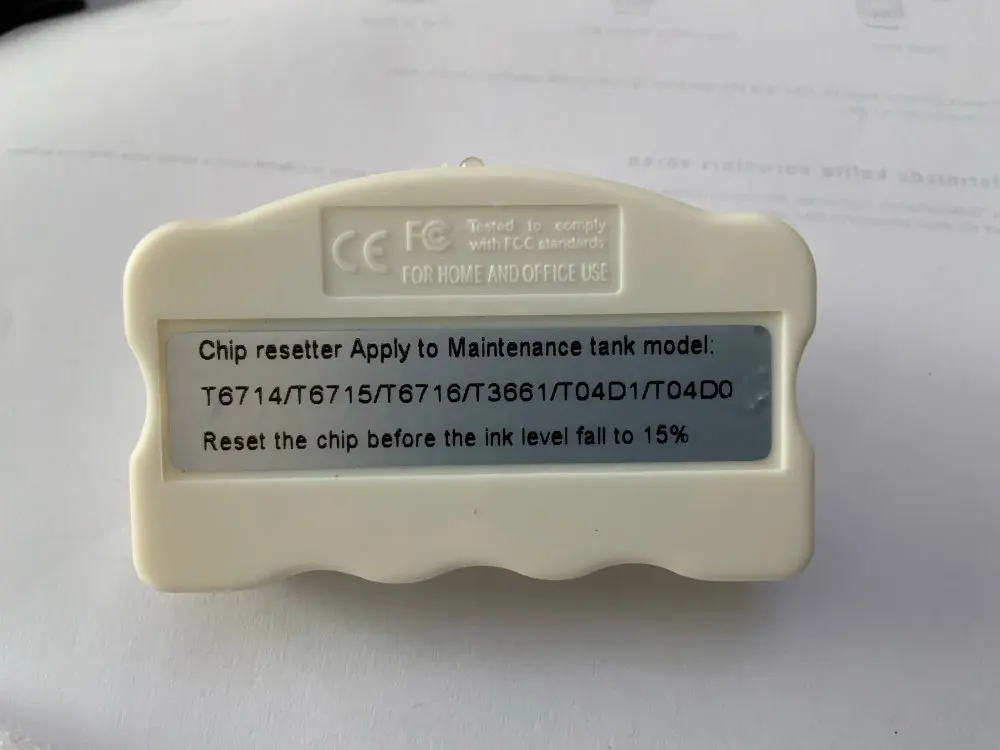 CE FC Tested to comply
with FCC standards
FOR HOME AND OFFICE USE
Chip resetter Apply to Maintenance tank model:
T6714/T6715/T6716/T3661/T04D1/T04D0
Reset the chip before the ink level fall to 15%